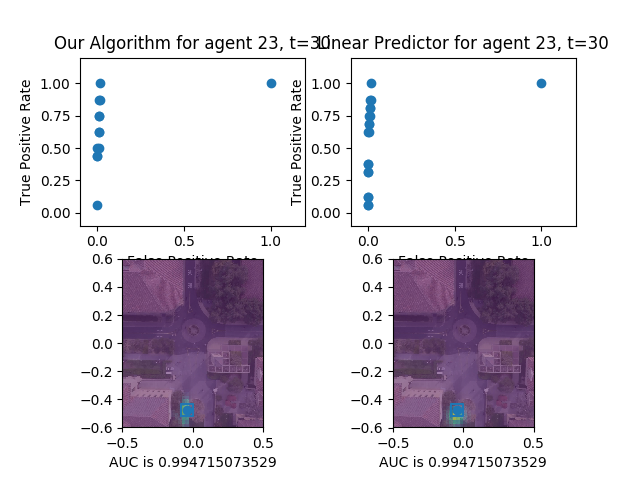 Our Algorithm for agent 23, t=30
Linear Predictor for agent 23, t=30
True Positive Rate
1.00
0.75
0.50
0.25
0.00
0.0 0.5 1.0
False Positive Rate
True Positive Rate
1.00
0.75
0.50
0.25
0.00
0.0 0.5 1.0
False Positive Rate
0.6
0.4
0.2
0.0
−0.2
−0.4
−0.6
−0.5 0.0 0.5
AUC is 0.994715073529
0.6
0.4
0.2
0.0
−0.2
−0.4
−0.6
−0.5 0.0 0.5
AUC is 0.994715073529